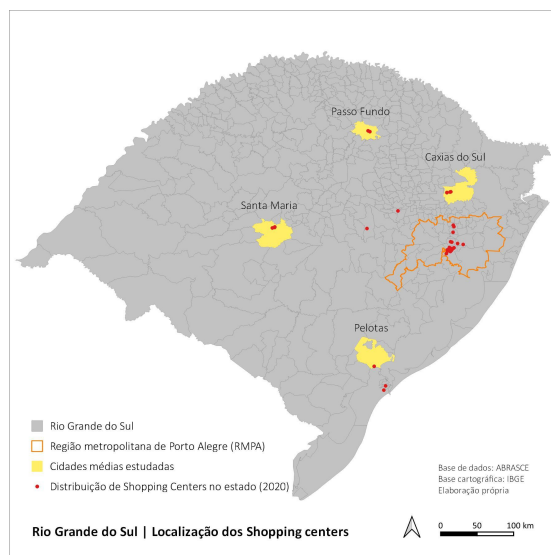 Passo Fundo
Caxias do Sul
Santa Maria
Pelotas
Rio Grande do Sul
Região metropolitana de Porto Alegre (RMPA)
Cidades médias estudadas
Distribuição de Shopping Centers no estado (2020)
Base de dados: ABRASCE
Base cartográfica: IBGE
Elaboração própria
Rio Grande do Sul | Localização dos Shopping centers
0 50 100 km